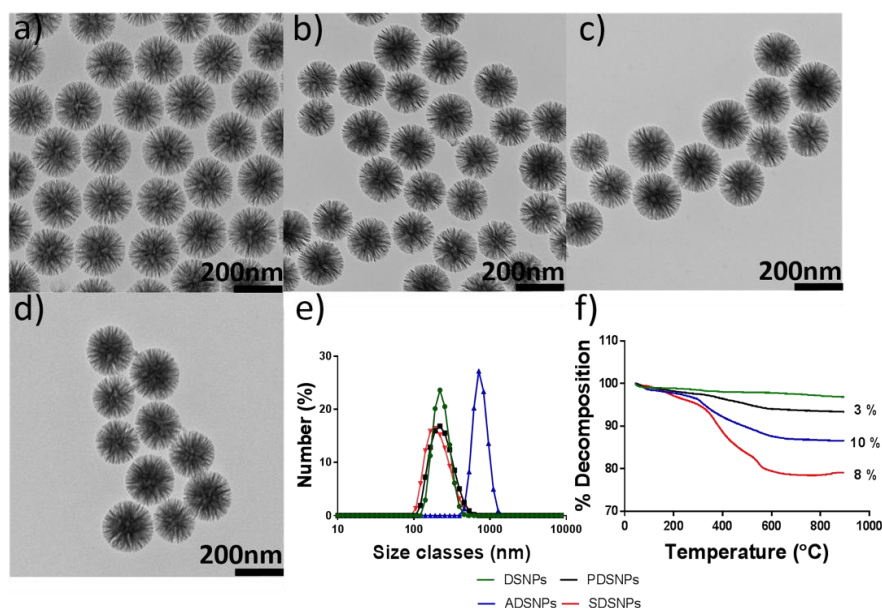 a)
b)
c)
200nm
200nm
200nm
d)
e)
f)
200nm
Number (%)
30
20
10
0
10
100
1000
10000
Size classes (nm)
% Decomposition
110
100
90
80
70
3 %
10 %
8 %
0
200
400
600
800
1000
Temperature (°C)
DSNPs
PDSNPs
ADSNPs
SDSNPs